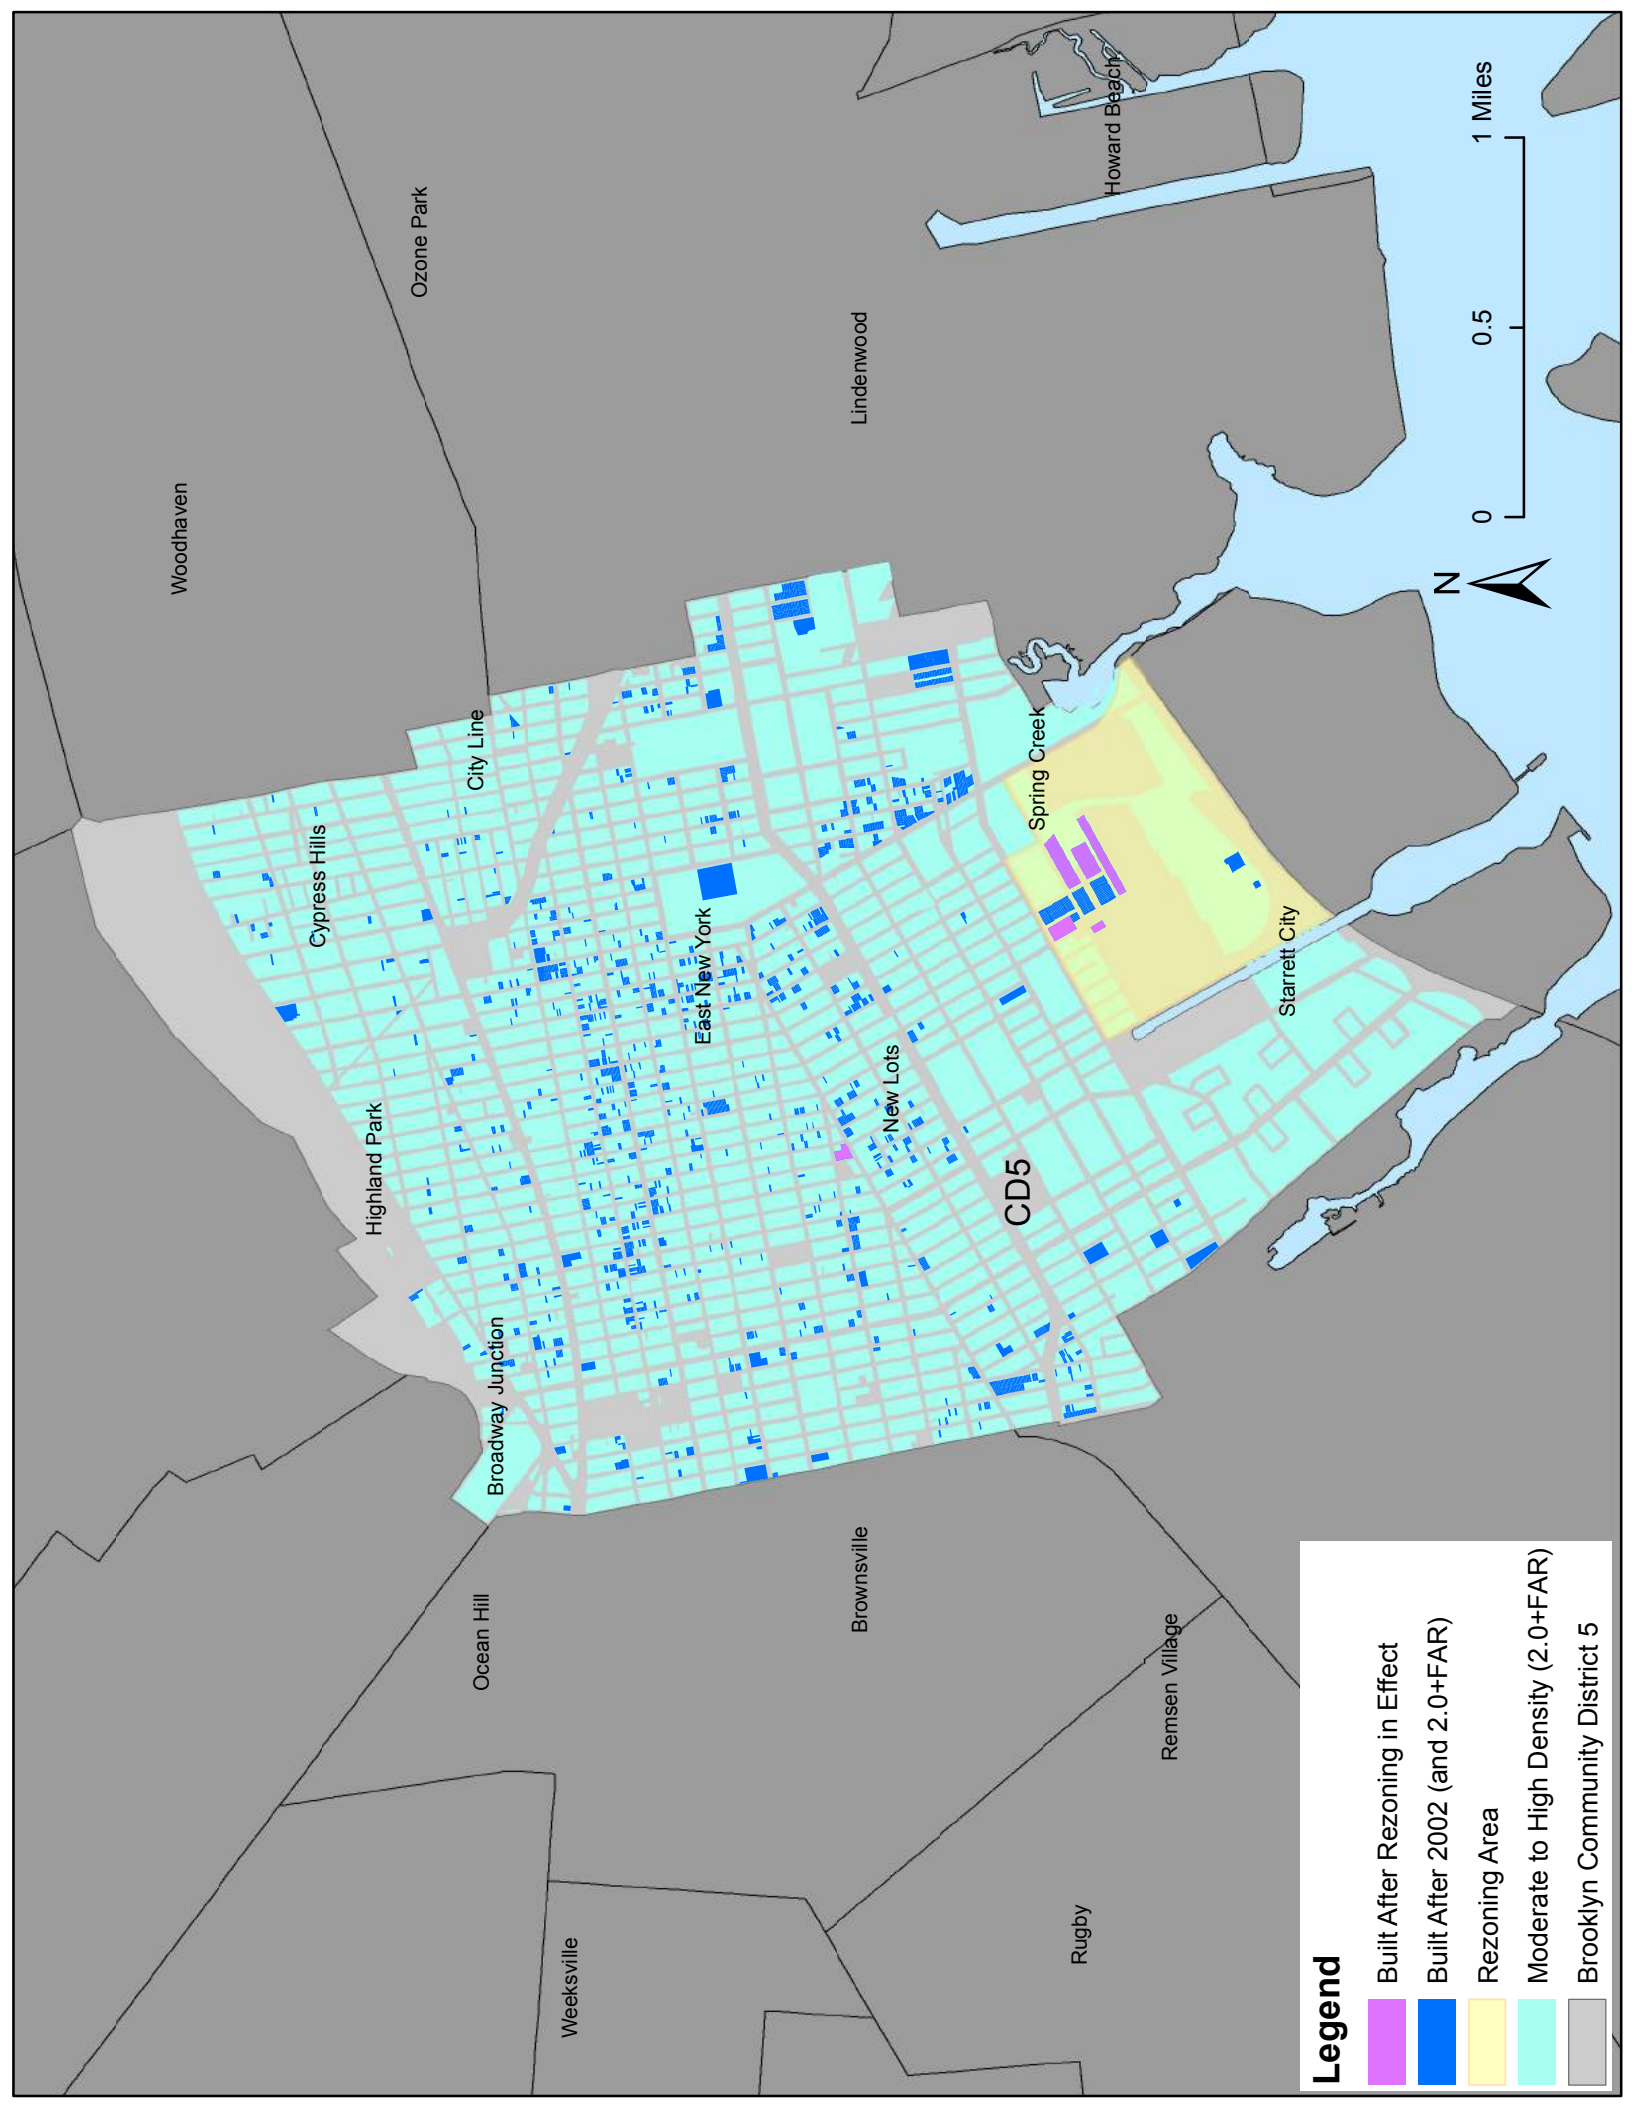 Woodhaven
Ozone Park
Howard Beach
Lindenwood
City Line
Cypress Hills
Highland Park
Broadway Junction
East New York
New Lots
Spring Creek
Starrett City
CD5
Ocean Hill
Brownsville
Remsen Village
Weeksville
Rugby
N
0 0.5 1 Miles
Legend
Built After Rezoning in Effect
Built After 2002 (and 2.0+FAR)
Rezoning Area
Moderate to High Density (2.0+FAR)
Brooklyn Community District 5